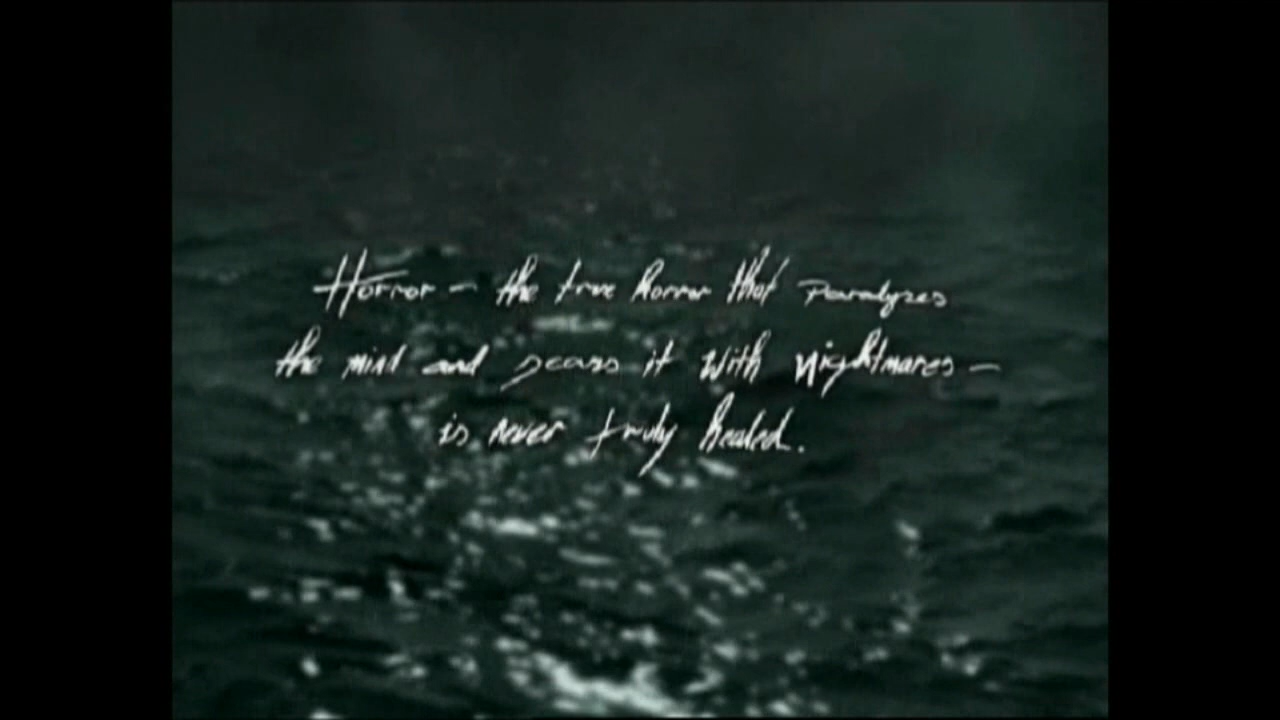 Horror - the true horror that paralyzes
the mind and scars it with nightmares -
is never truly healed.